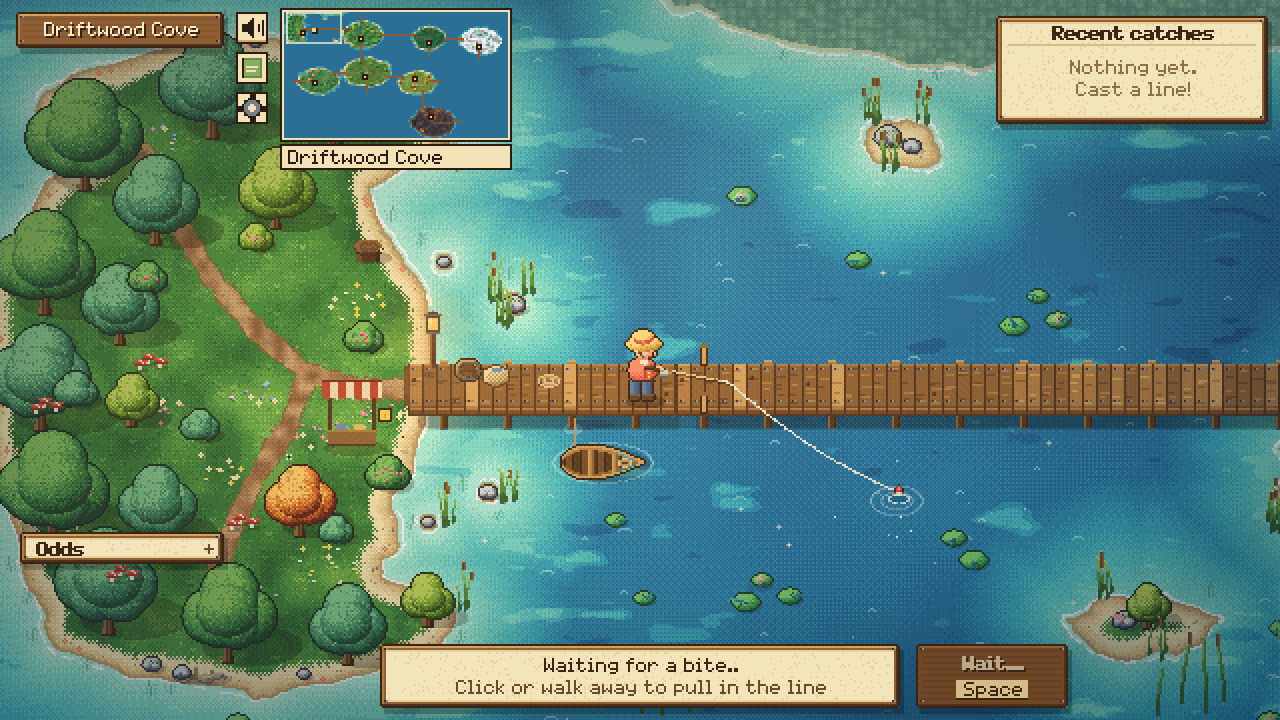 Driftwood Cove
Driftwood Cove
Recent catches
Nothing yet.
Cast a line!
Odds +
Waiting for a bite..
Click or walk away to pull in the line
Wait...
Space